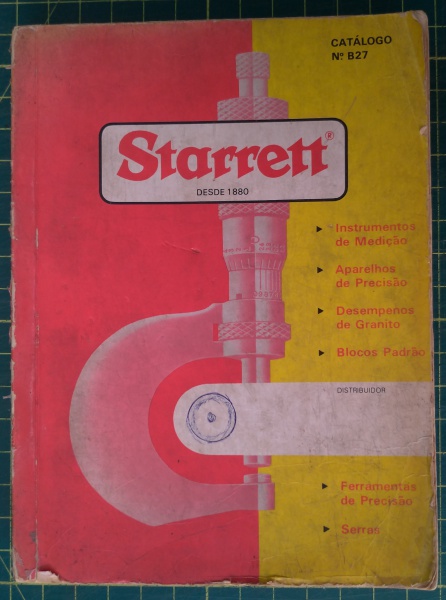 CATÁLOGO
Nº B27
Starrett®
DESDE 1880
Instrumentos
de Medição
Aparelhos
de Precisão
Desempenos
de Granito
Blocos Padrão
DISTRIBUIDOR
Ferramentas
de Precisão
Serras